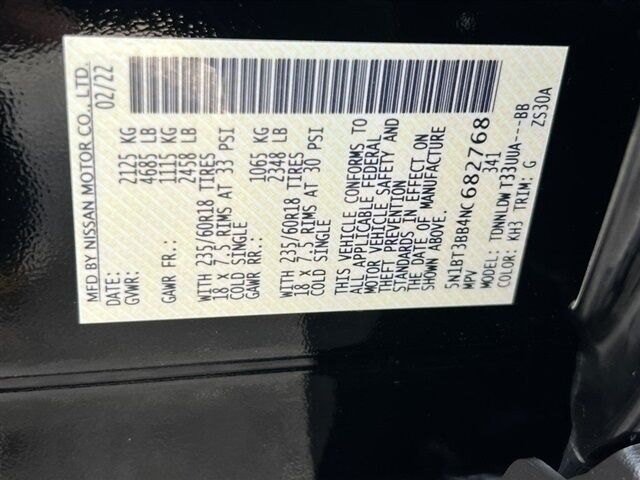 MFD BY NISSAN MOTOR CO., LTD.
DATE: 02/22
GVWR: 2125 KG
4685 LB
GAWR FR.: 1115 KG
2458 LB
WITH 235/60R18 TIRES
18 X 7.5 RIMS AT 33 PSI
COLD SINGLE
GAWR RR.: 1065 KG
2348 LB
WITH 235/60R18 TIRES
18 X 7.5 RIMS AT 30 PSI
COLD SINGLE
THIS VEHICLE CONFORMS TO
ALL APPLICABLE FEDERAL
MOTOR VEHICLE SAFETY AND
THEFT PREVENTION
STANDARDS IN EFFECT ON
THE DATE OF MANUFACTURE
SHOWN ABOVE.
5N1BT3BB4NC682768
MPV 341
MODEL: TDNNLDWT33UUA---BB
COLOR: KH3 TRIM: G ZS30A